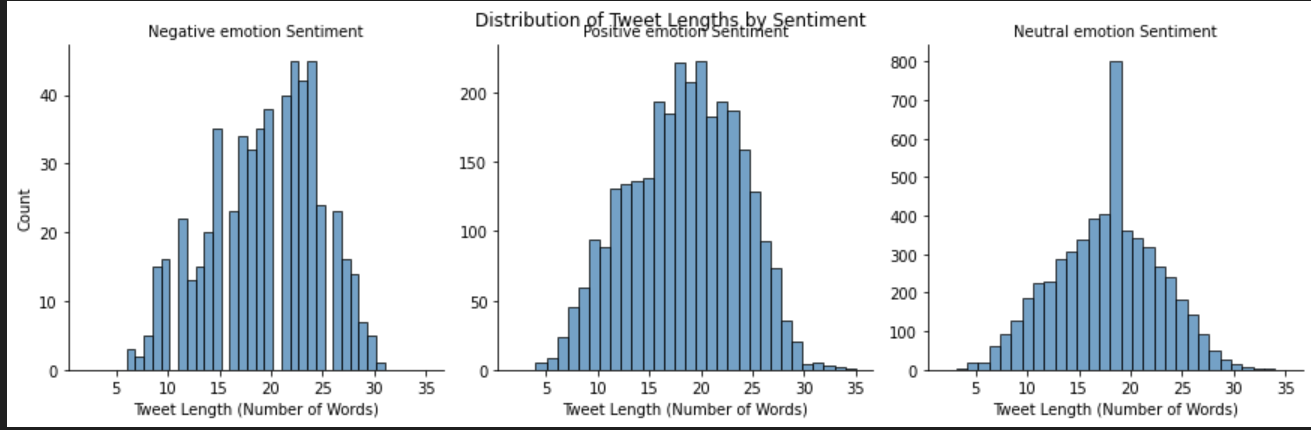 Distribution of Tweet Lengths by Sentiment
Negative emotion Sentiment
Positive emotion Sentiment
Neutral emotion Sentiment
Count
40
30
20
10
0
5 10 15 20 25 30 35
Tweet Length (Number of Words)
200
150
100
50
0
5 10 15 20 25 30 35
Tweet Length (Number of Words)
800
700
600
500
400
300
200
100
0
5 10 15 20 25 30 35
Tweet Length (Number of Words)